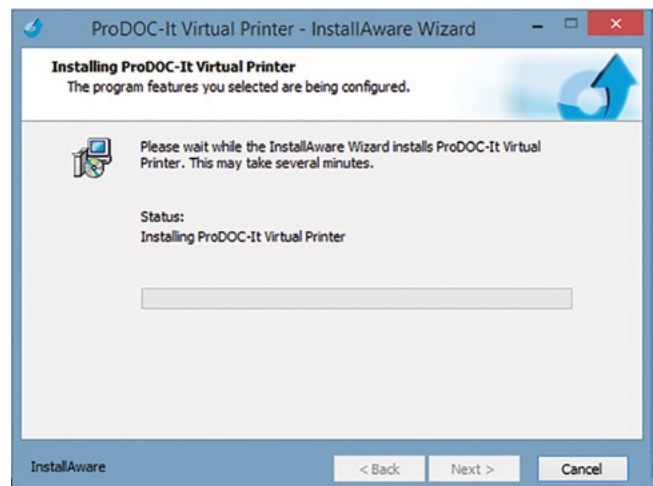 ProDOC-It Virtual Printer - InstallAware Wizard
Installing ProDOC-It Virtual Printer
The program features you selected are being configured.
Please wait while the InstallAware Wizard installs ProDOC-It Virtual
Printer. This may take several minutes.
Status:
Installing ProDOC-It Virtual Printer
InstallAware
< Back
Next >
Cancel